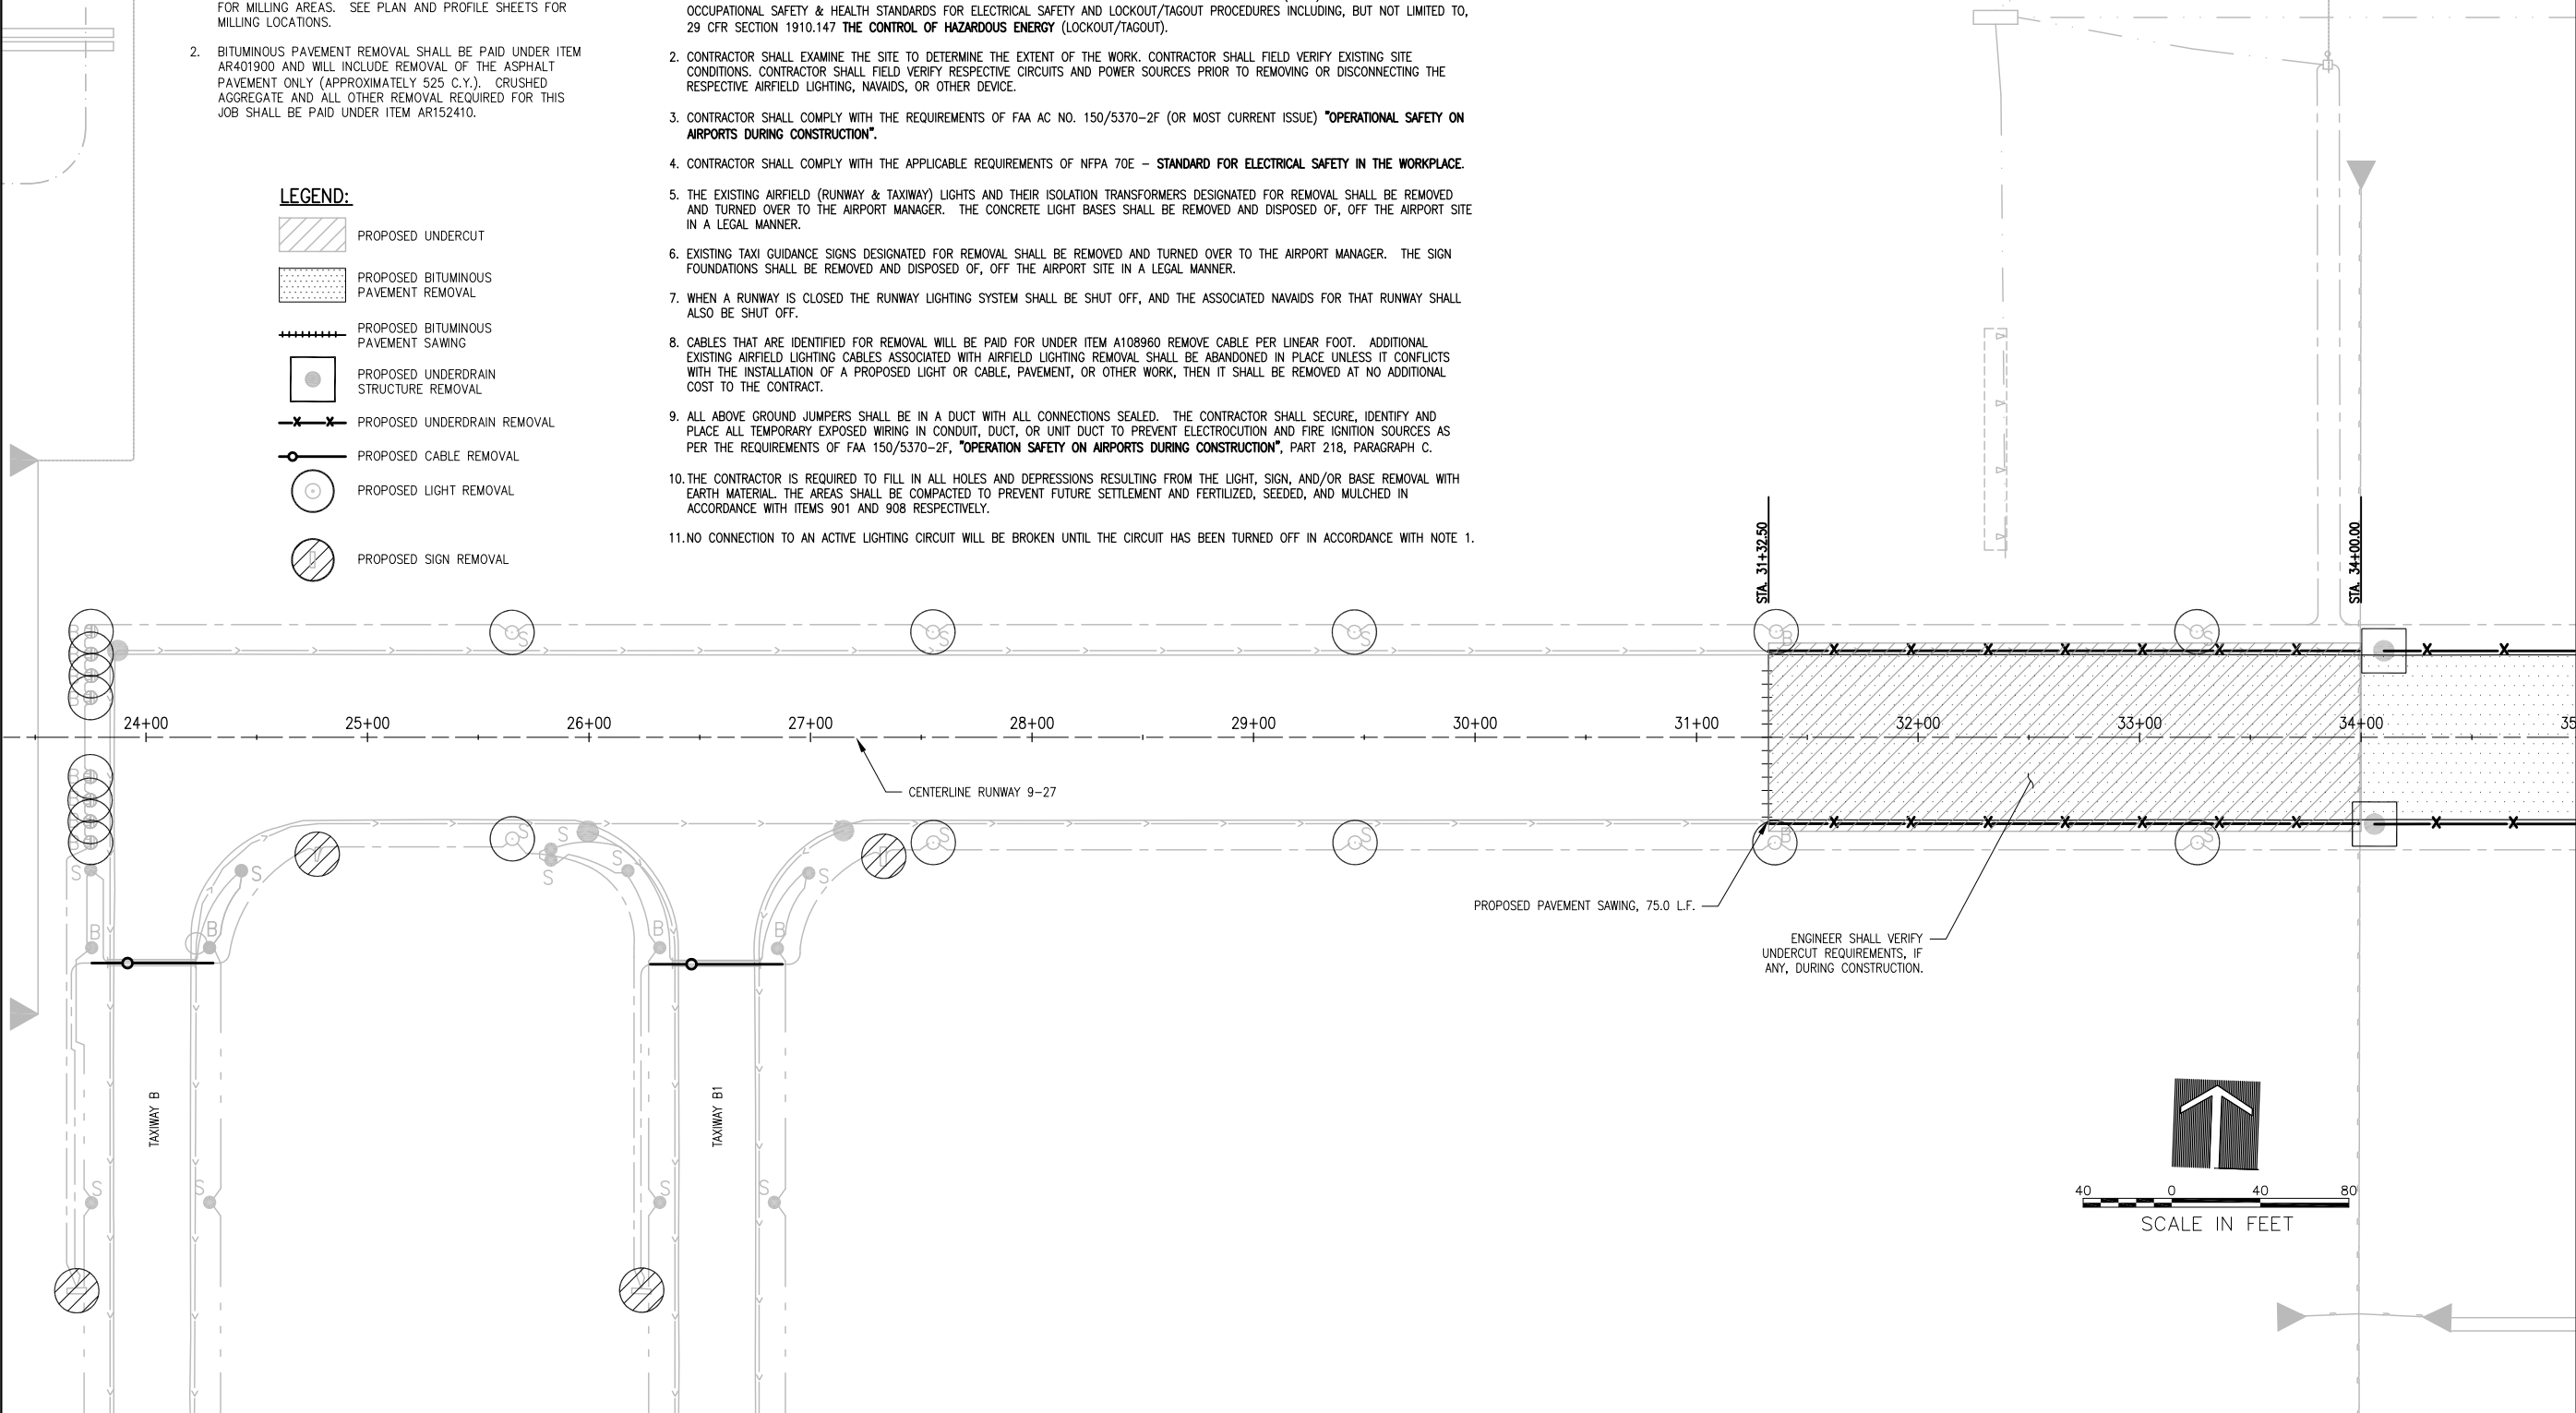 FOR MILLING AREAS. SEE PLAN AND PROFILE SHEETS FOR
MILLING LOCATIONS.
2. BITUMINOUS PAVEMENT REMOVAL SHALL BE PAID UNDER ITEM
AR401900 AND WILL INCLUDE REMOVAL OF THE ASPHALT
PAVEMENT ONLY (APPROXIMATELY 525 C.Y.). CRUSHED
AGGREGATE AND ALL OTHER REMOVAL REQUIRED FOR THIS
JOB SHALL BE PAID UNDER ITEM AR152410.
LEGEND:
PROPOSED UNDERCUT
PROPOSED BITUMINOUS
PAVEMENT REMOVAL
PROPOSED BITUMINOUS
PAVEMENT SAWING
PROPOSED UNDERDRAIN
STRUCTURE REMOVAL
PROPOSED UNDERDRAIN REMOVAL
PROPOSED CABLE REMOVAL
PROPOSED LIGHT REMOVAL
PROPOSED SIGN REMOVAL
OCCUPATIONAL SAFETY & HEALTH STANDARDS FOR ELECTRICAL SAFETY AND LOCKOUT/TAGOUT PROCEDURES INCLUDING, BUT NOT LIMITED TO,
29 CFR SECTION 1910.147 THE CONTROL OF HAZARDOUS ENERGY (LOCKOUT/TAGOUT).
2. CONTRACTOR SHALL EXAMINE THE SITE TO DETERMINE THE EXTENT OF THE WORK. CONTRACTOR SHALL FIELD VERIFY EXISTING SITE
CONDITIONS. CONTRACTOR SHALL FIELD VERIFY RESPECTIVE CIRCUITS AND POWER SOURCES PRIOR TO REMOVING OR DISCONNECTING THE
RESPECTIVE AIRFIELD LIGHTING, NAVAIDS, OR OTHER DEVICE.
3. CONTRACTOR SHALL COMPLY WITH THE REQUIREMENTS OF FAA AC NO. 150/5370-2F (OR MOST CURRENT ISSUE) "OPERATIONAL SAFETY ON
AIRPORTS DURING CONSTRUCTION".
4. CONTRACTOR SHALL COMPLY WITH THE APPLICABLE REQUIREMENTS OF NFPA 70E – STANDARD FOR ELECTRICAL SAFETY IN THE WORKPLACE.
5. THE EXISTING AIRFIELD (RUNWAY & TAXIWAY) LIGHTS AND THEIR ISOLATION TRANSFORMERS DESIGNATED FOR REMOVAL SHALL BE REMOVED
AND TURNED OVER TO THE AIRPORT MANAGER. THE CONCRETE LIGHT BASES SHALL BE REMOVED AND DISPOSED OF, OFF THE AIRPORT SITE
IN A LEGAL MANNER.
6. EXISTING TAXI GUIDANCE SIGNS DESIGNATED FOR REMOVAL SHALL BE REMOVED AND TURNED OVER TO THE AIRPORT MANAGER. THE SIGN
FOUNDATIONS SHALL BE REMOVED AND DISPOSED OF, OFF THE AIRPORT SITE IN A LEGAL MANNER.
7. WHEN A RUNWAY IS CLOSED THE RUNWAY LIGHTING SYSTEM SHALL BE SHUT OFF, AND THE ASSOCIATED NAVAIDS FOR THAT RUNWAY SHALL
ALSO BE SHUT OFF.
8. CABLES THAT ARE IDENTIFIED FOR REMOVAL WILL BE PAID FOR UNDER ITEM A108960 REMOVE CABLE PER LINEAR FOOT. ADDITIONAL
EXISTING AIRFIELD LIGHTING CABLES ASSOCIATED WITH AIRFIELD LIGHTING REMOVAL SHALL BE ABANDONED IN PLACE UNLESS IT CONFLICTS
WITH THE INSTALLATION OF A PROPOSED LIGHT OR CABLE, PAVEMENT, OR OTHER WORK, THEN IT SHALL BE REMOVED AT NO ADDITIONAL
COST TO THE CONTRACT.
9. ALL ABOVE GROUND JUMPERS SHALL BE IN A DUCT WITH ALL CONNECTIONS SEALED. THE CONTRACTOR SHALL SECURE, IDENTIFY AND
PLACE ALL TEMPORARY EXPOSED WIRING IN CONDUIT, DUCT, OR UNIT DUCT TO PREVENT ELECTROCUTION AND FIRE IGNITION SOURCES AS
PER THE REQUIREMENTS OF FAA 150/5370-2F, "OPERATION SAFETY ON AIRPORTS DURING CONSTRUCTION", PART 218, PARAGRAPH C.
10. THE CONTRACTOR IS REQUIRED TO FILL IN ALL HOLES AND DEPRESSIONS RESULTING FROM THE LIGHT, SIGN, AND/OR BASE REMOVAL WITH
EARTH MATERIAL. THE AREAS SHALL BE COMPACTED TO PREVENT FUTURE SETTLEMENT AND FERTILIZED, SEEDED, AND MULCHED IN
ACCORDANCE WITH ITEMS 901 AND 908 RESPECTIVELY.
11. NO CONNECTION TO AN ACTIVE LIGHTING CIRCUIT WILL BE BROKEN UNTIL THE CIRCUIT HAS BEEN TURNED OFF IN ACCORDANCE WITH NOTE 1.
STA. 31+32.50
STA. 34+00.00
S S S B S
24+00 25+00 26+00 27+00 28+00 29+00 30+00 31+00 32+00 33+00 34+00 35
CENTERLINE RUNWAY 9-27
S S S S B S
S S S S S
B B B B
PROPOSED PAVEMENT SAWING, 75.0 L.F.
ENGINEER SHALL VERIFY
UNDERCUT REQUIREMENTS, IF
ANY, DURING CONSTRUCTION.
TAXIWAY B
TAXIWAY B1
S S S S
40 0 40 80
SCALE IN FEET